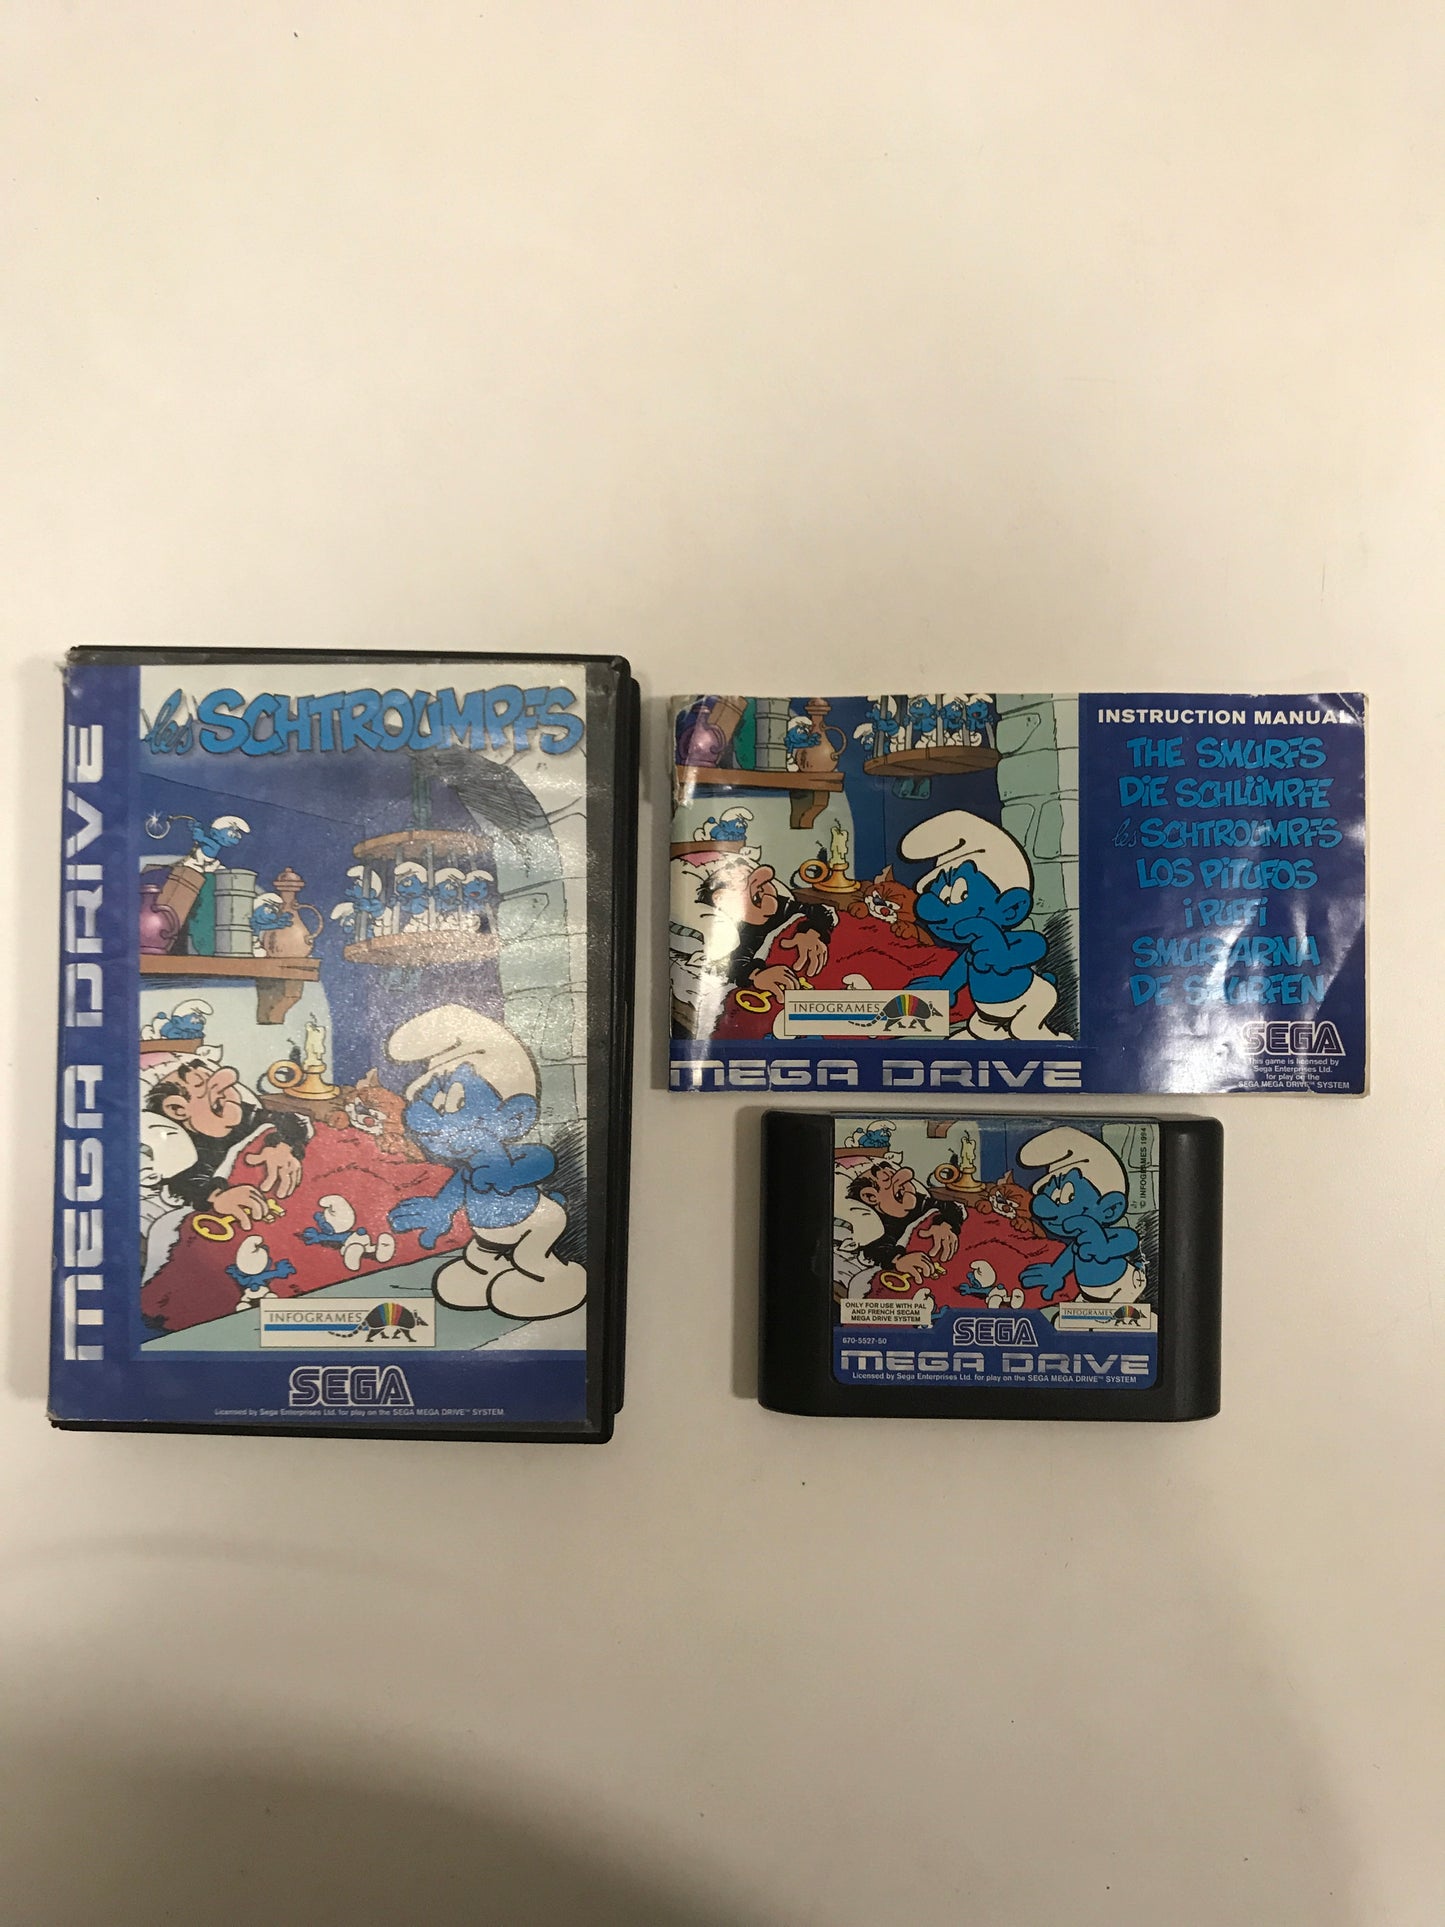 les SCHTROUMPFS
MEGA DRIVE
INFOGRAMES
SEGA
Licensed by Sega Enterprises Ltd. for play on the SEGA MEGA DRIVE™ SYSTEM.
INSTRUCTION MANUAL
THE SMURFS
DIE SCHLÜMPFE
les SCHTROUMPFS
LOS PITUFOS
i PUFFI
SMURFARNA
DE SMURFEN
INFOGRAMES
SEGA
This game is licensed by
Sega Enterprises Ltd.
for play on the
SEGA MEGA DRIVE™ SYSTEM
MEGA DRIVE
© INFOGRAMES 1994
ONLY FOR USE WITH PAL
AND FRENCH SECAM
MEGA DRIVE SYSTEM
INFOGRAMES
670-5527-50
SEGA
MEGA DRIVE
Licensed by Sega Enterprises Ltd. for play on the SEGA MEGA DRIVE™ SYSTEM